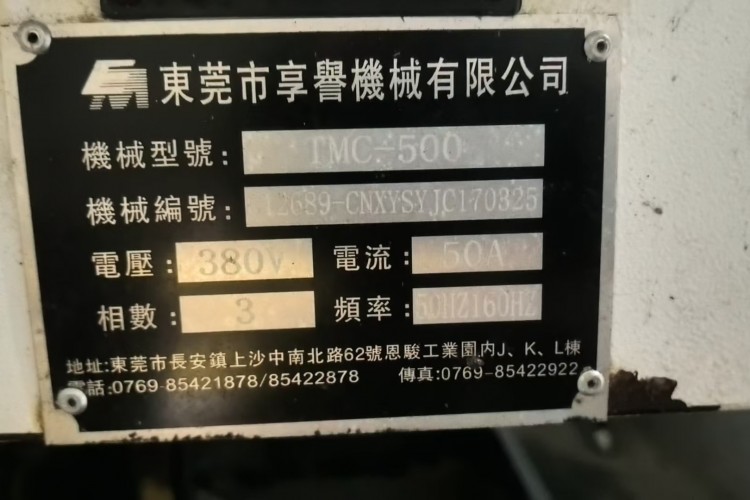 東莞市享譽機械有限公司
機械型號: TMC-500
機械編號: 12689-CNXYSYJC170325
電壓: 380V 電流: 50A
相數: 3 頻率: 50HZ160HZ
地址:東莞市長安鎮上沙中南北路62號恩駿工業園内J、K、L棟
電話:0769-85421878/85422878 傳真:0769-85422922